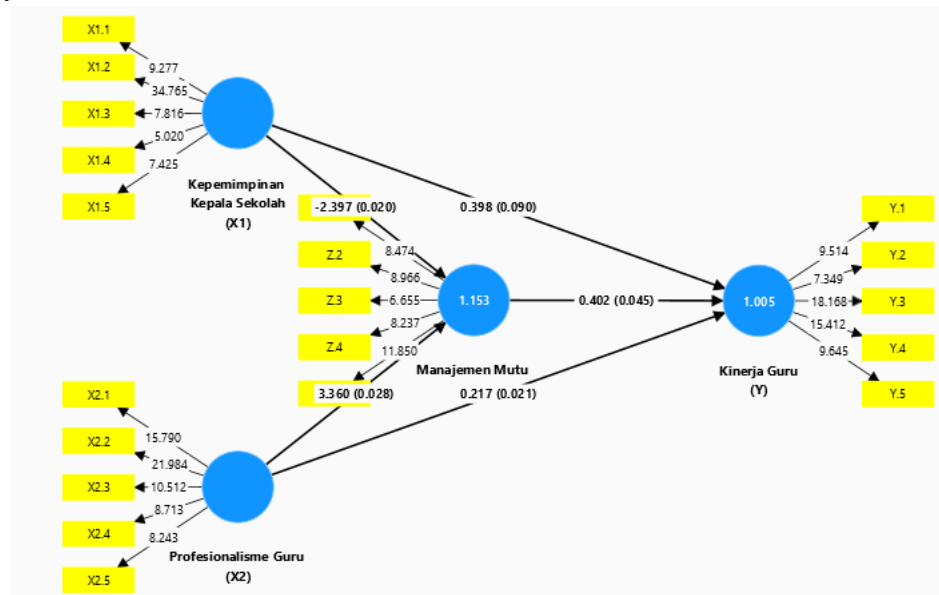 X1.1
9.277
X1.2
34.765
X1.3
7.816
X1.4
5.020
X1.5
7.425
Kepemimpinan
Kepala Sekolah
(X1)
-2.397 (0.020)
0.398 (0.090)
8.474
Z.2
8.966
Z.3
6.655
Z.4
8.237
11.850
3.360 (0.028)
1.153
Manajemen Mutu
0.402 (0.045)
0.217 (0.021)
1.005
Kinerja Guru
(Y)
Y.1
9.514
Y.2
7.349
Y.3
18.168
Y.4
15.412
Y.5
9.645
X2.1
15.790
X2.2
21.984
X2.3
10.512
X2.4
8.713
X2.5
8.243
Profesionalisme Guru
(X2)